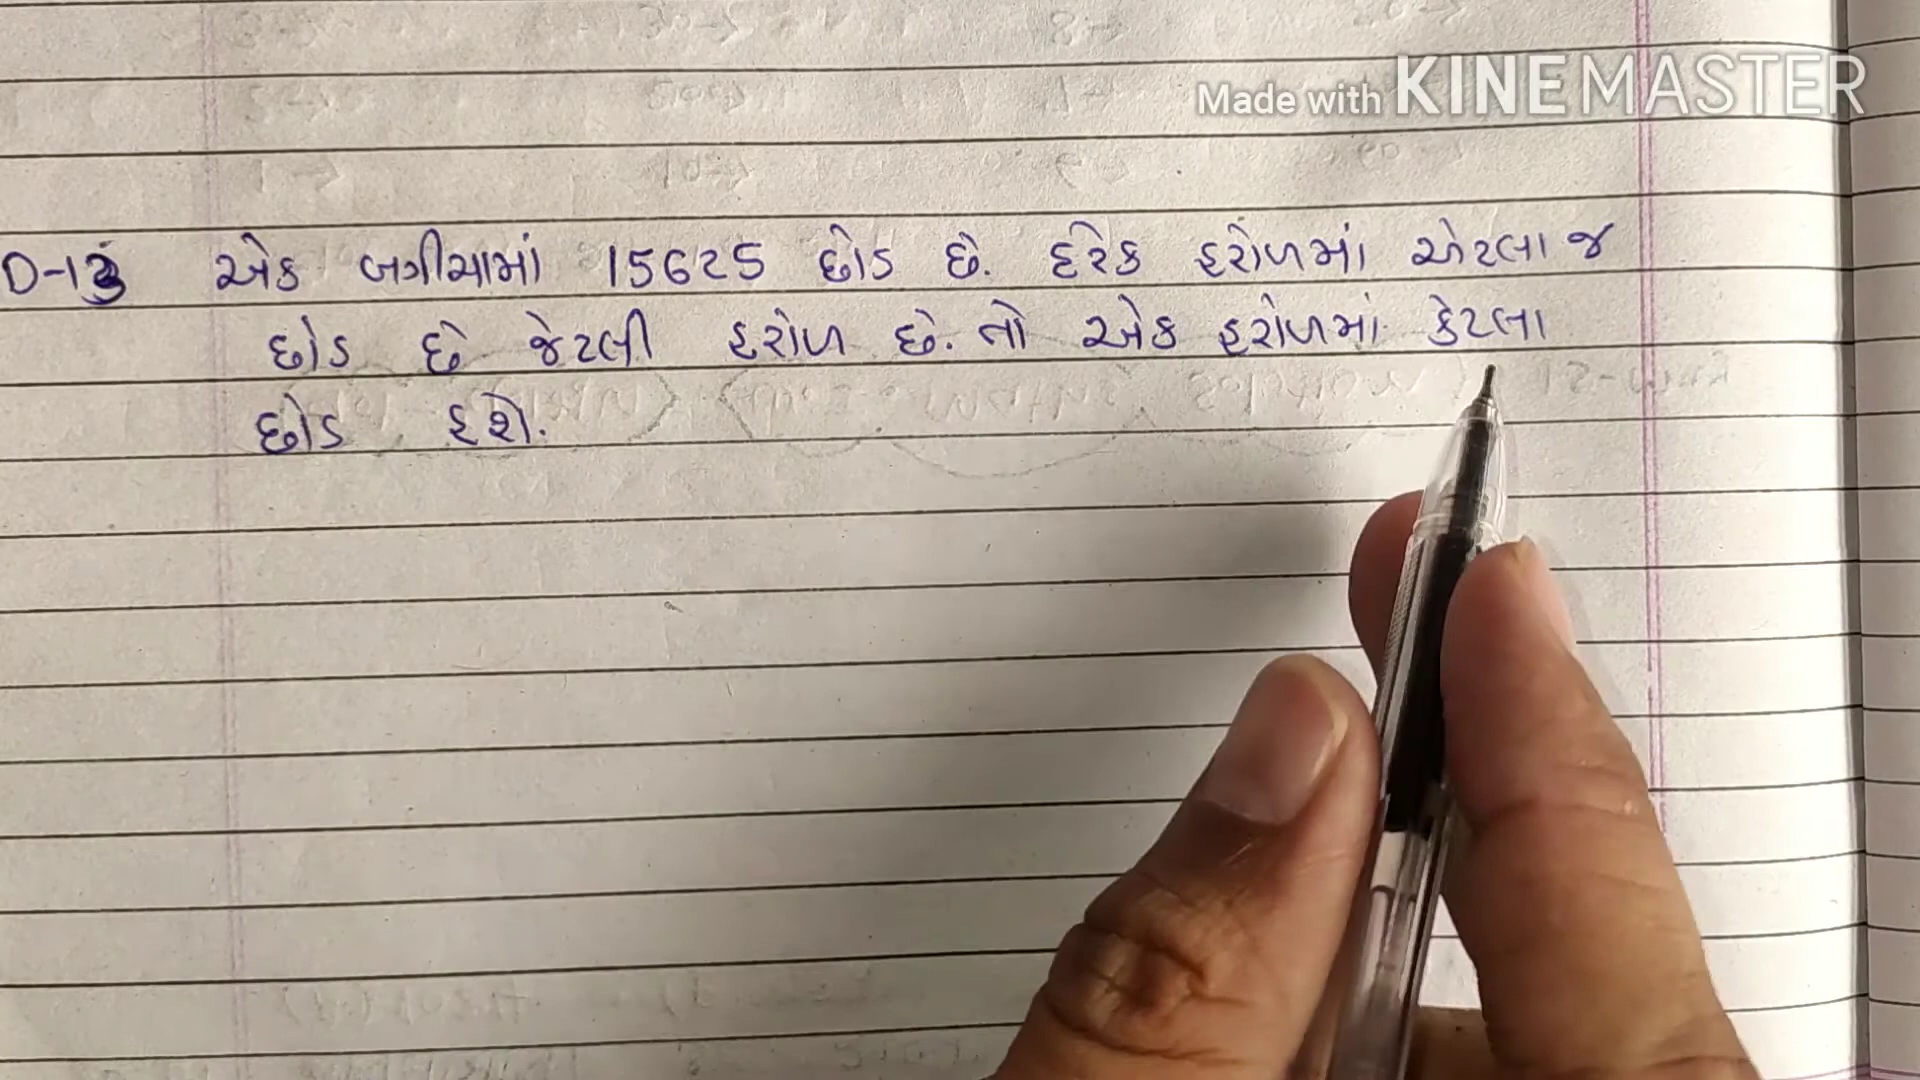 Made with KINEMASTER
D-13 એક બગીચામાં 15625 છોડ છે. દરેક હરોળમાં એટલા જ
છોડ છે જેટલી હરોળ છે. તો એક હરોળમાં કેટલા
છોડ હશે.